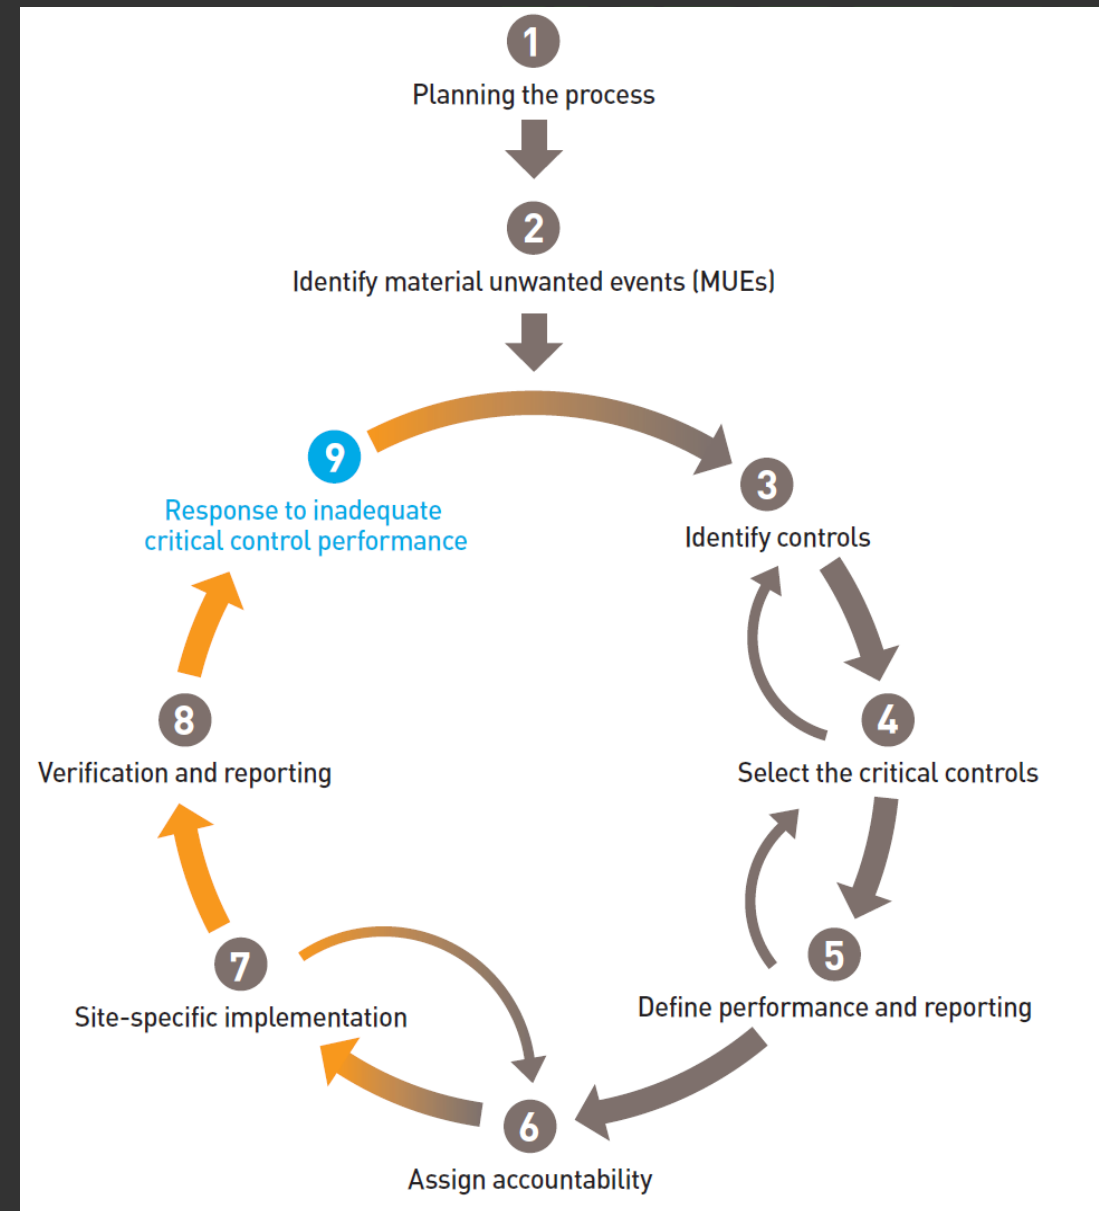 1
Planning the process
2
Identify material unwanted events (MUEs)
9
Response to inadequate
critical control performance
3
Identify controls
8
Verification and reporting
4
Select the critical controls
7
Site-specific implementation
5
Define performance and reporting
6
Assign accountability